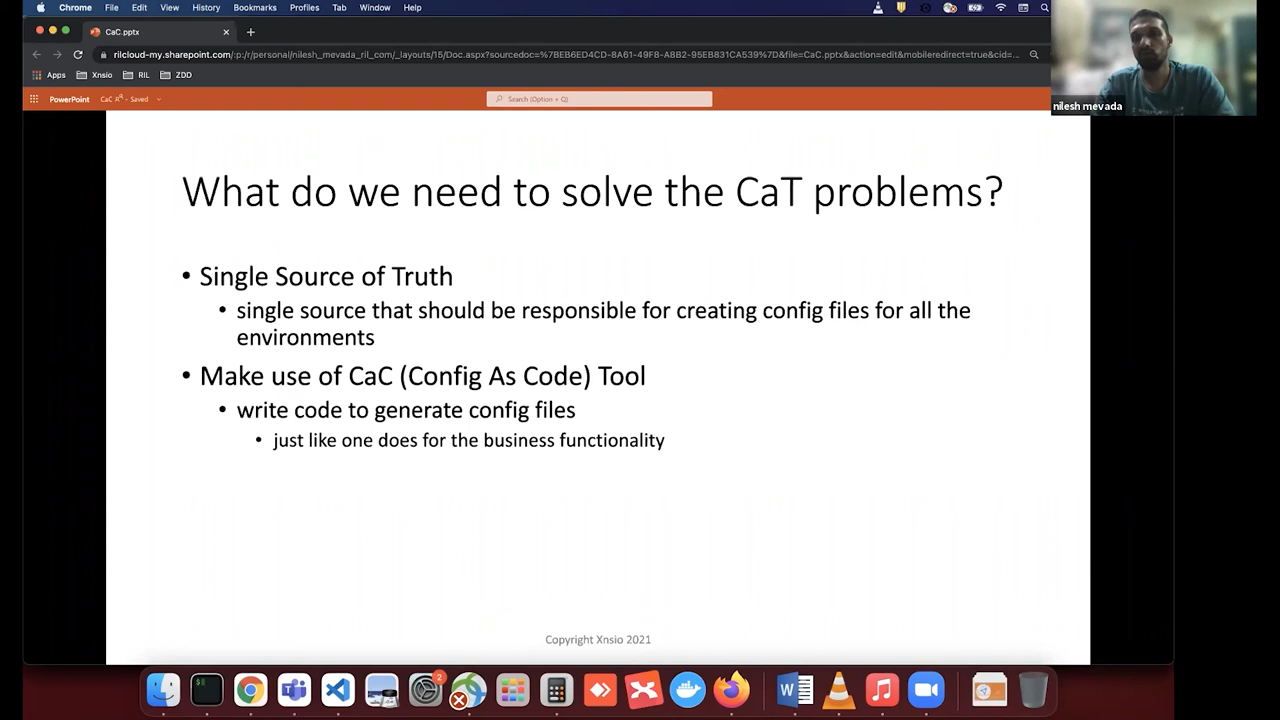 Chrome File Edit View History Bookmarks Profiles Tab Window Help
CaC.pptx
rilcloud-my.sharepoint.com/:p:/r/personal/nilesh_mevada_ril_com/_layouts/15/Doc.aspx?sourcedoc=%7BEB6ED4CD-8A61-49F8-A8B2-95EB831CA539%7D&file=CaC.pptx&action=edit&mobileredirect=true&cid=...
Apps Xnsio RIL ZDD
nilesh mevada
PowerPoint CaC - Saved Search (Option + Q)
What do we need to solve the CaT problems?
• Single Source of Truth
• single source that should be responsible for creating config files for all the
environments
• Make use of CaC (Config As Code) Tool
• write code to generate config files
• just like one does for the business functionality
Copyright Xnsio 2021
2